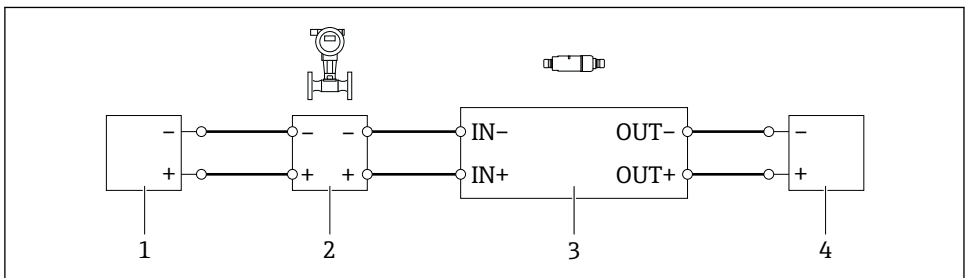 − − − IN− OUT− −
+ + + IN+ OUT+ +
1 2 3 4